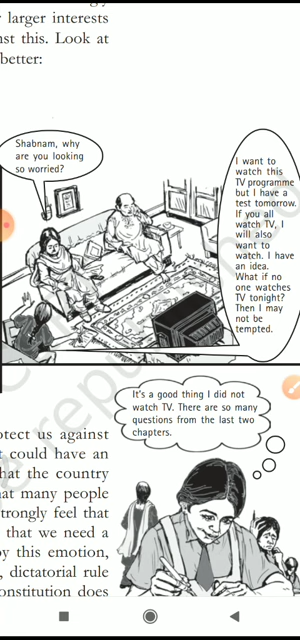 r larger interests
nst this. Look at
better:
Shabnam, why
are you looking
so worried?
I want to
watch this
TV programme
but I have a
test tomorrow.
If you all
watch TV, I
will also
want to
watch. I have
an idea.
What if no
one watches
TV tonight?
Then I may
not be
tempted.
It's a good thing I did not
watch TV. There are so many
questions from the last two
chapters.
otect us against
t could have an
hat the country
hat many people
strongly feel that
that we need a
by this emotion,
, dictatorial rule
onstitution does